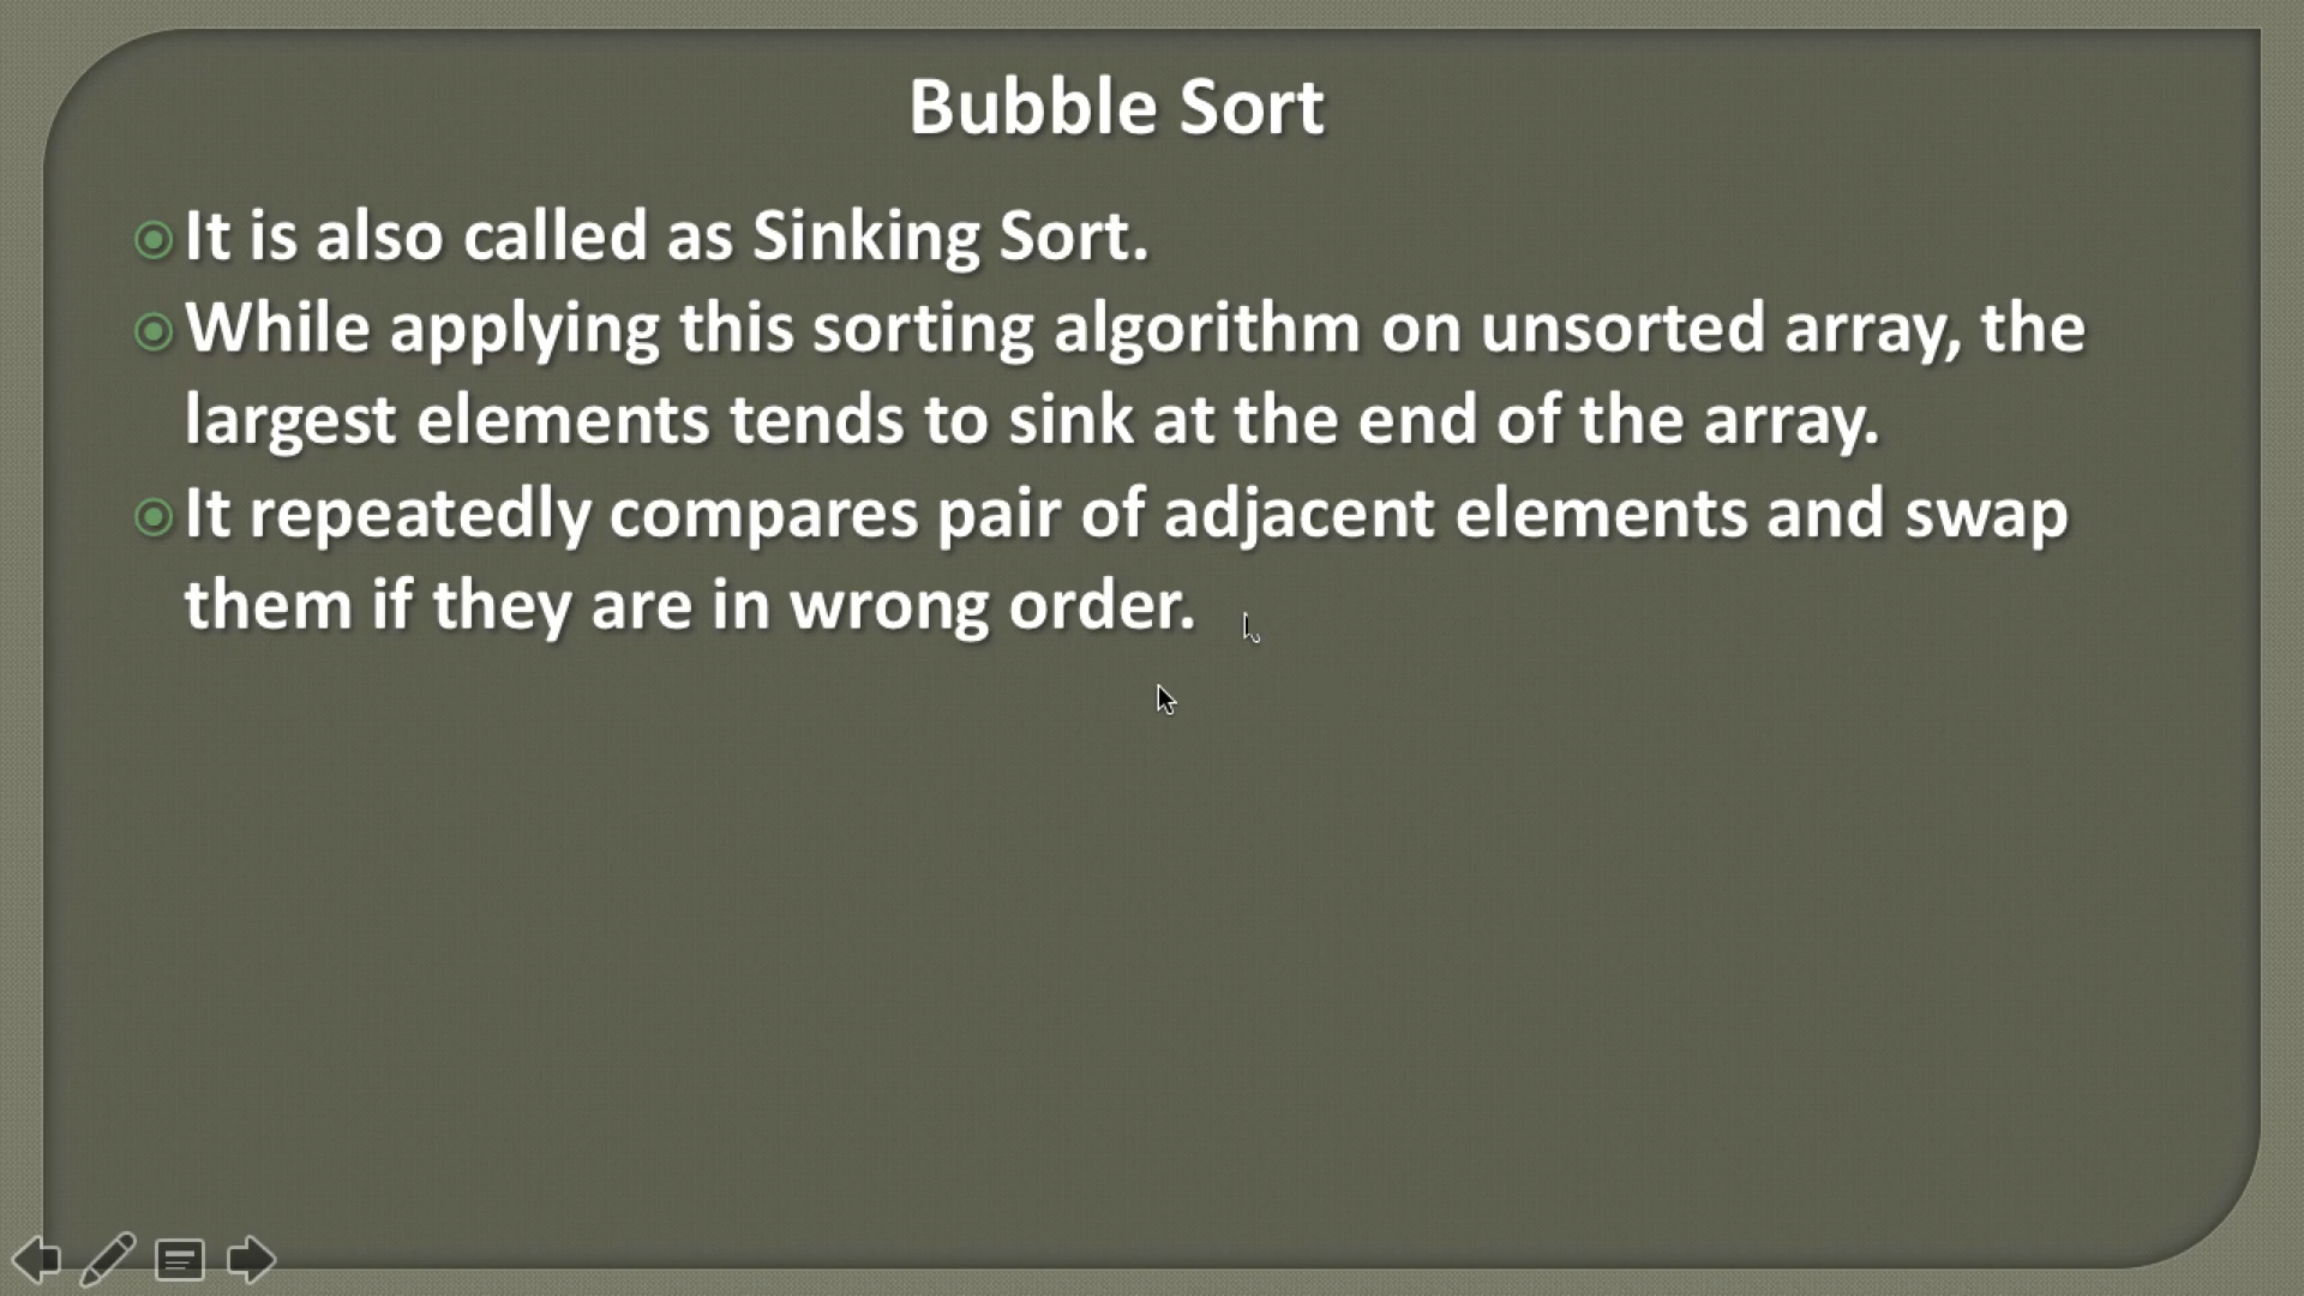 Bubble Sort
It is also called as Sinking Sort.
While applying this sorting algorithm on unsorted array, the
largest elements tends to sink at the end of the array.
It repeatedly compares pair of adjacent elements and swap
them if they are in wrong order.